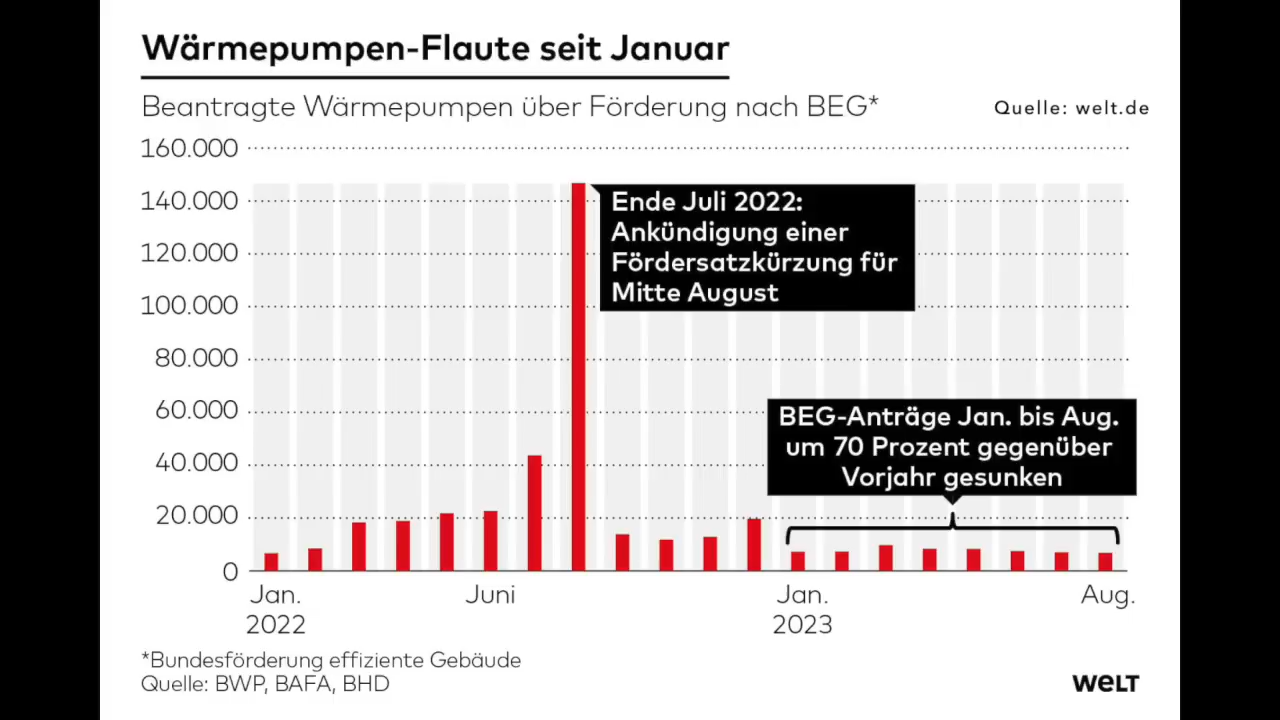 Wärmepumpen-Flaute seit Januar
Beantragte Wärmepumpen über Förderung nach BEG*
Quelle: welt.de
160.000
140.000
120.000
100.000
80.000
60.000
40.000
20.000
0
Ende Juli 2022:
Ankündigung einer
Fördersatzkürzung für
Mitte August
BEG-Anträge Jan. bis Aug.
um 70 Prozent gegenüber
Vorjahr gesunken
Jan. Juni Jan. Aug.
2022 2023
*Bundesförderung effiziente Gebäude
Quelle: BWP, BAFA, BHD
WELT